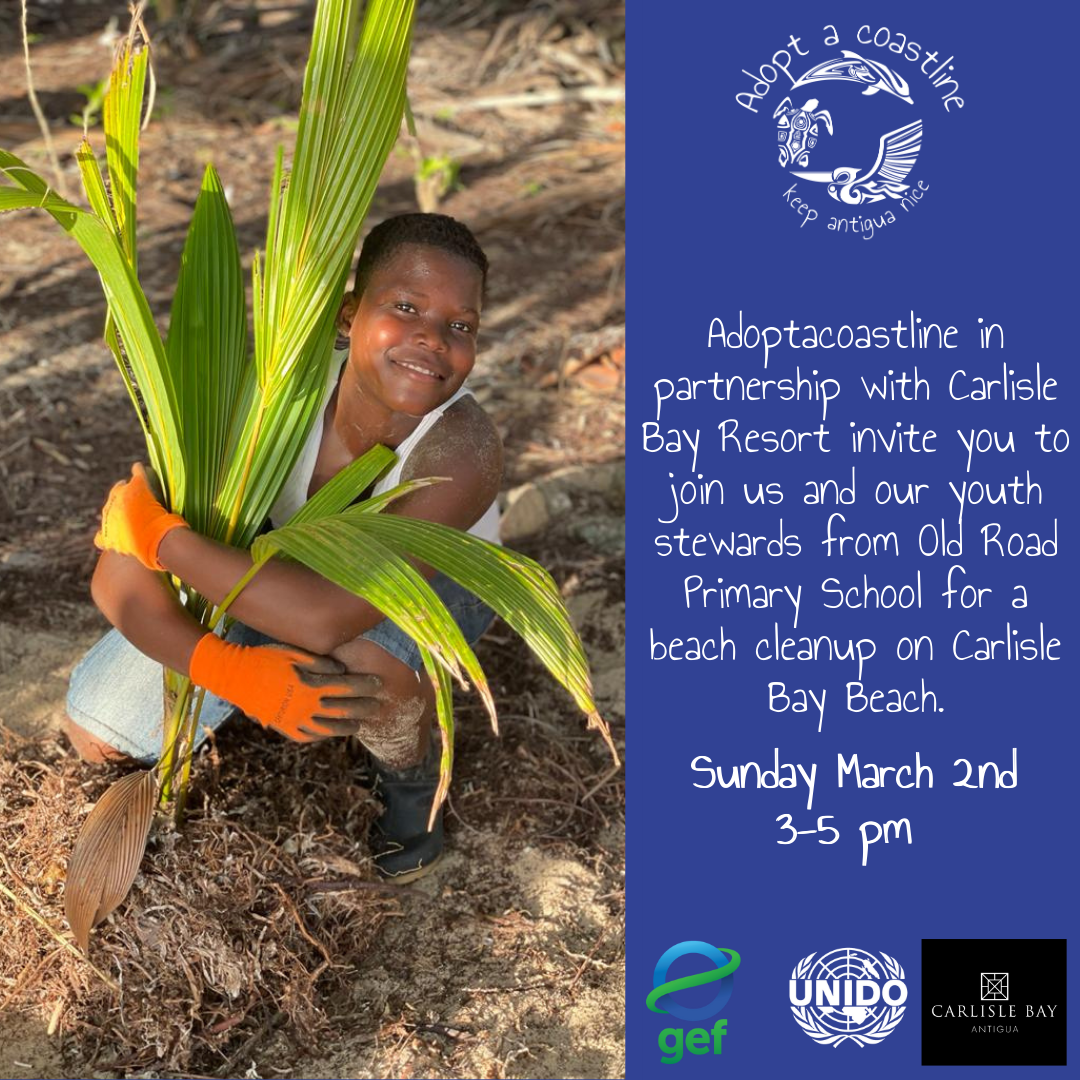 Adopt a coastline
keep antigua nice
Adoptacoastline in
partnership with Carlisle
Bay Resort invite you to
join us and our youth
stewards from Old Road
Primary School for a
beach cleanup on Carlisle
Bay Beach.
Sunday March 2nd
3-5 pm
gef
UNIDO
CARLISLE BAY
ANTIGUA